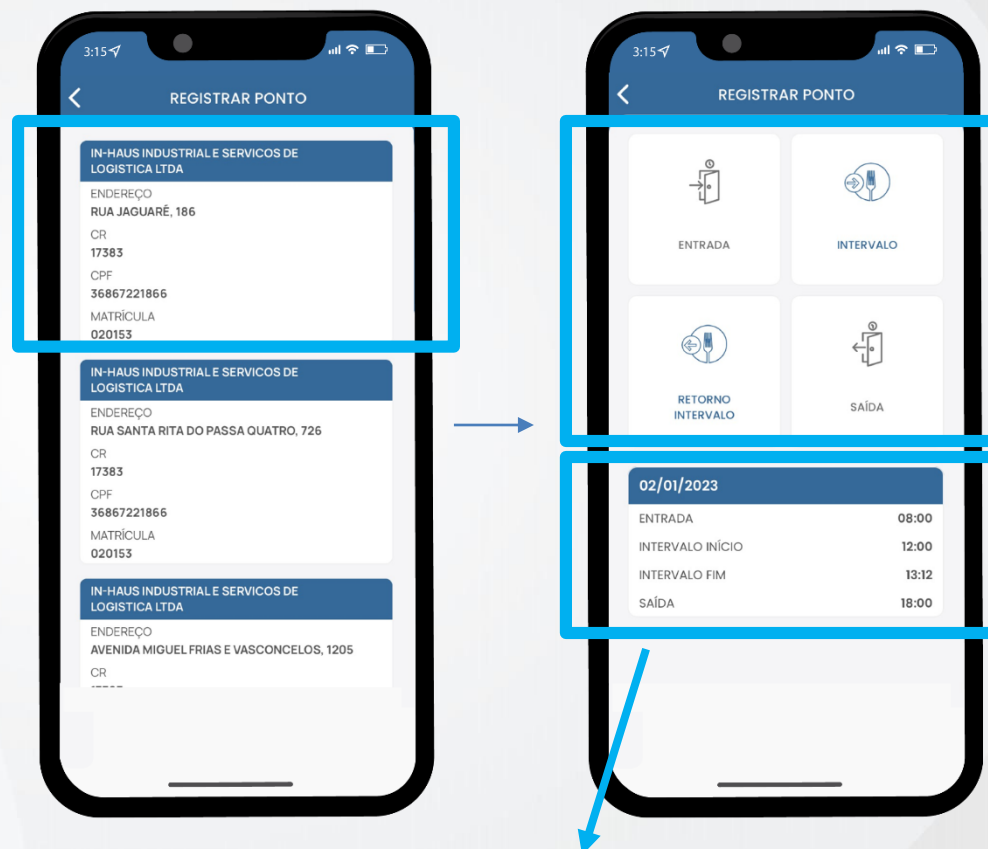 3:15
REGISTRAR PONTO
IN-HAUS INDUSTRIAL E SERVICOS DE
LOGISTICA LTDA
ENDEREÇO
RUA JAGUARÉ, 186
CR
17383
CPF
36867221866
MATRÍCULA
020153
IN-HAUS INDUSTRIAL E SERVICOS DE
LOGISTICA LTDA
ENDEREÇO
RUA SANTA RITA DO PASSA QUATRO, 726
CR
17383
CPF
36867221866
MATRÍCULA
020153
IN-HAUS INDUSTRIAL E SERVICOS DE
LOGISTICA LTDA
ENDEREÇO
AVENIDA MIGUEL FRIAS E VASCONCELOS, 1205
CR
3:15
REGISTRAR PONTO
ENTRADA
INTERVALO
RETORNO
INTERVALO
SAÍDA
02/01/2023
ENTRADA 08:00
INTERVALO INÍCIO 12:00
INTERVALO FIM 13:12
SAÍDA 18:00